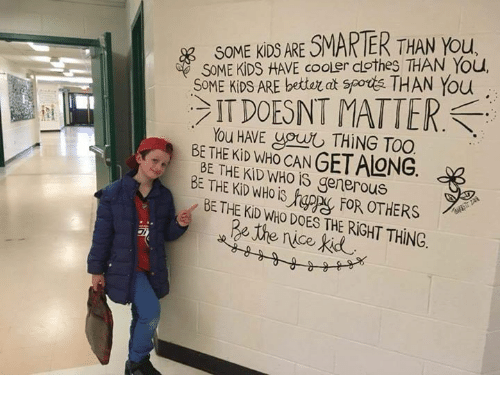 SOME KiDS ARE SMARTER THAN YOU,
SOME KIDS HAVE cooLer cLothes THAN YOU,
SOME KiDS ARE better at sports THAN YOU
IT DOESNT MATTER.
YOU HAVE your THING TOO.
BE THE KiD WHO CAN GET ALONG.
BE THE KID WHO IS generous
BE THE KID WHO is happy FOR OTHERS
BE THE KiD WHO DOES THE RIGHT THiNG.
Be the nice kid.